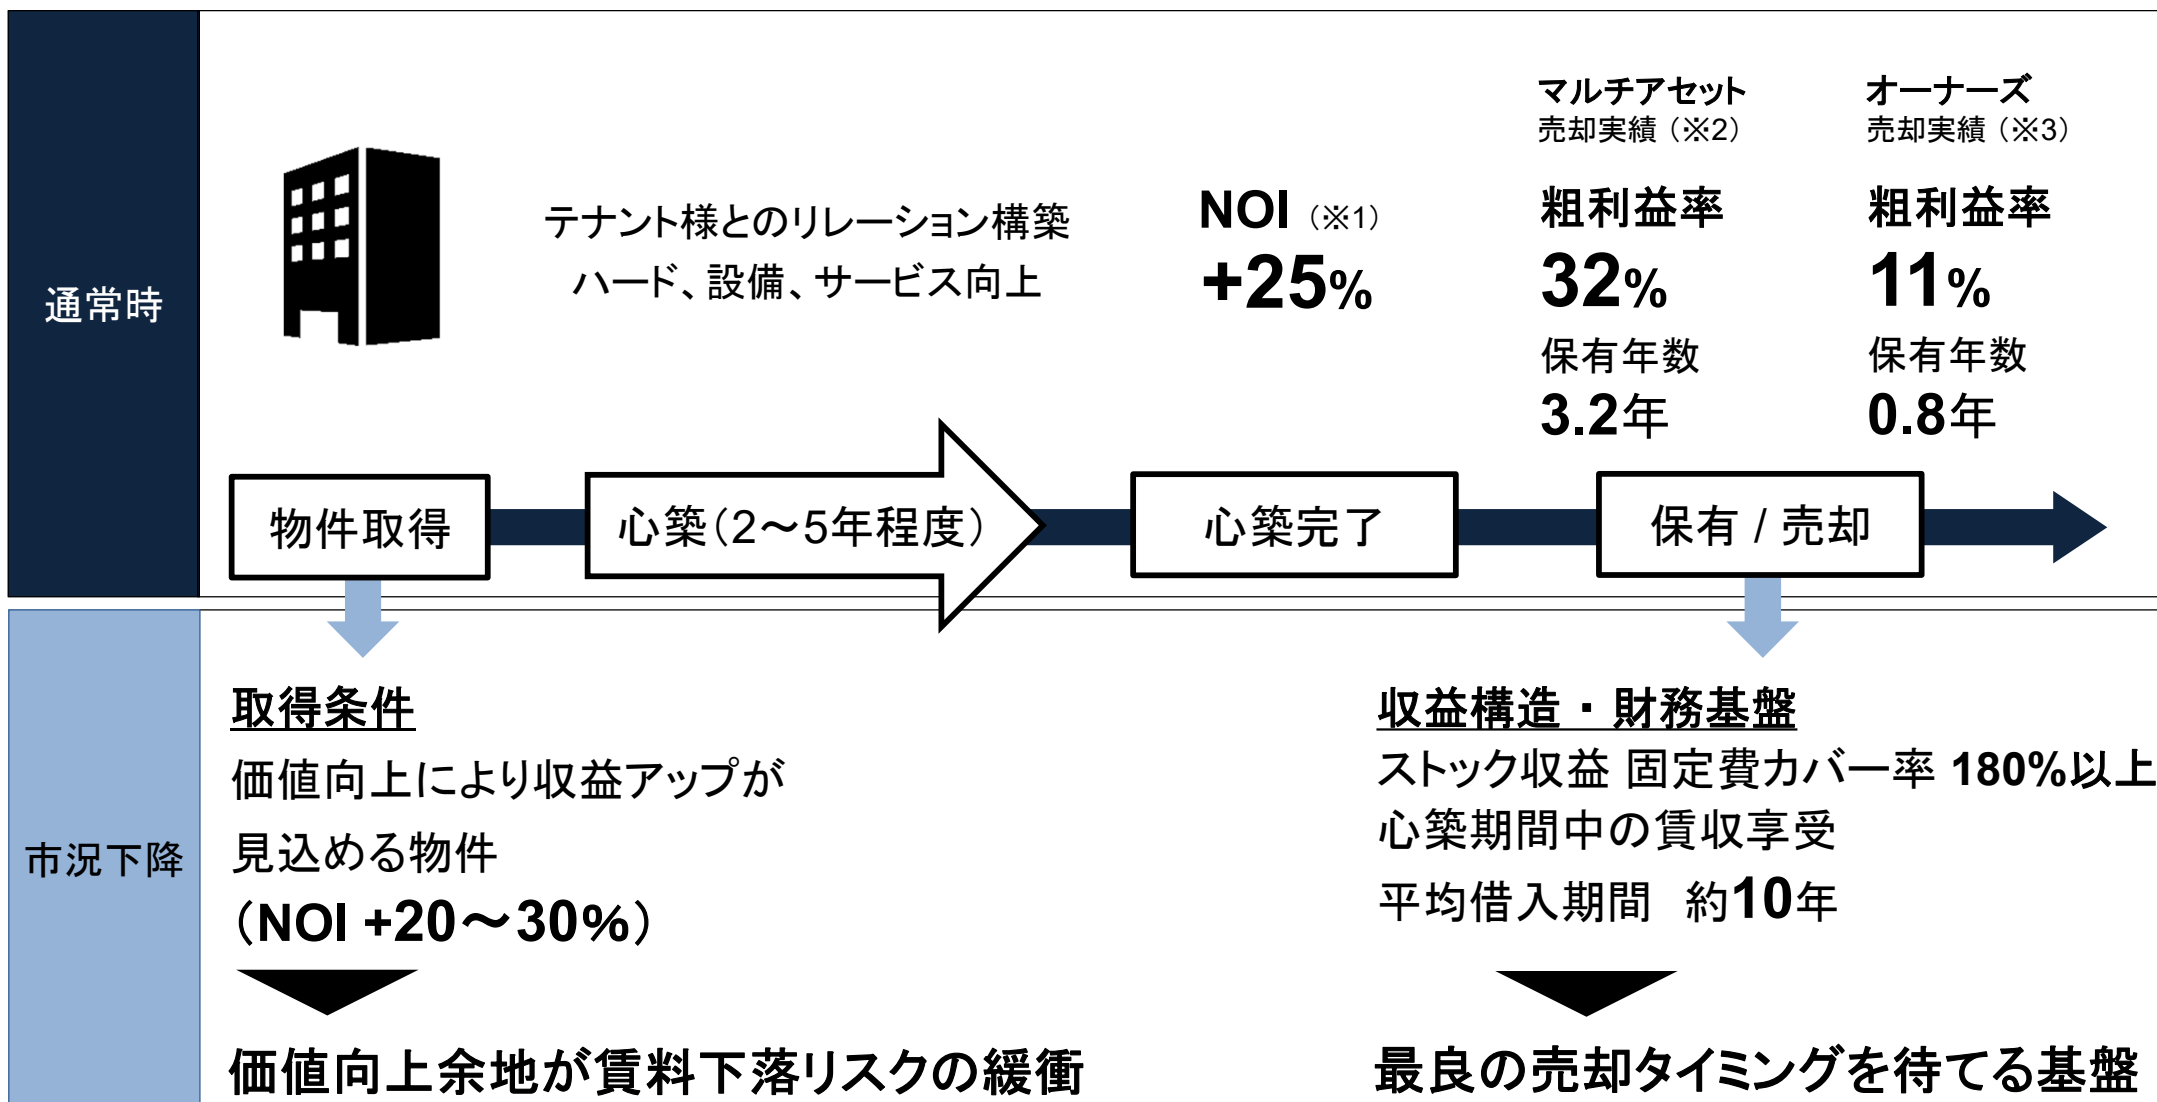 通常時
テナント様とのリレーション構築
ハード、設備、サービス向上
NOI（※1）
+25%
マルチアセット
売却実績（※2）
粗利益率
32%
保有年数
3.2年
オーナーズ
売却実績（※3）
粗利益率
11%
保有年数
0.8年
物件取得
心築（2～5年程度）
心築完了
保有 / 売却
市況下降
取得条件
価値向上により収益アップが
見込める物件
（NOI +20～30%）
価値向上余地が賃料下落リスクの緩衝
収益構造・財務基盤
ストック収益 固定費カバー率 180%以上
心築期間中の賃収享受
平均借入期間　約10年
最良の売却タイミングを待てる基盤